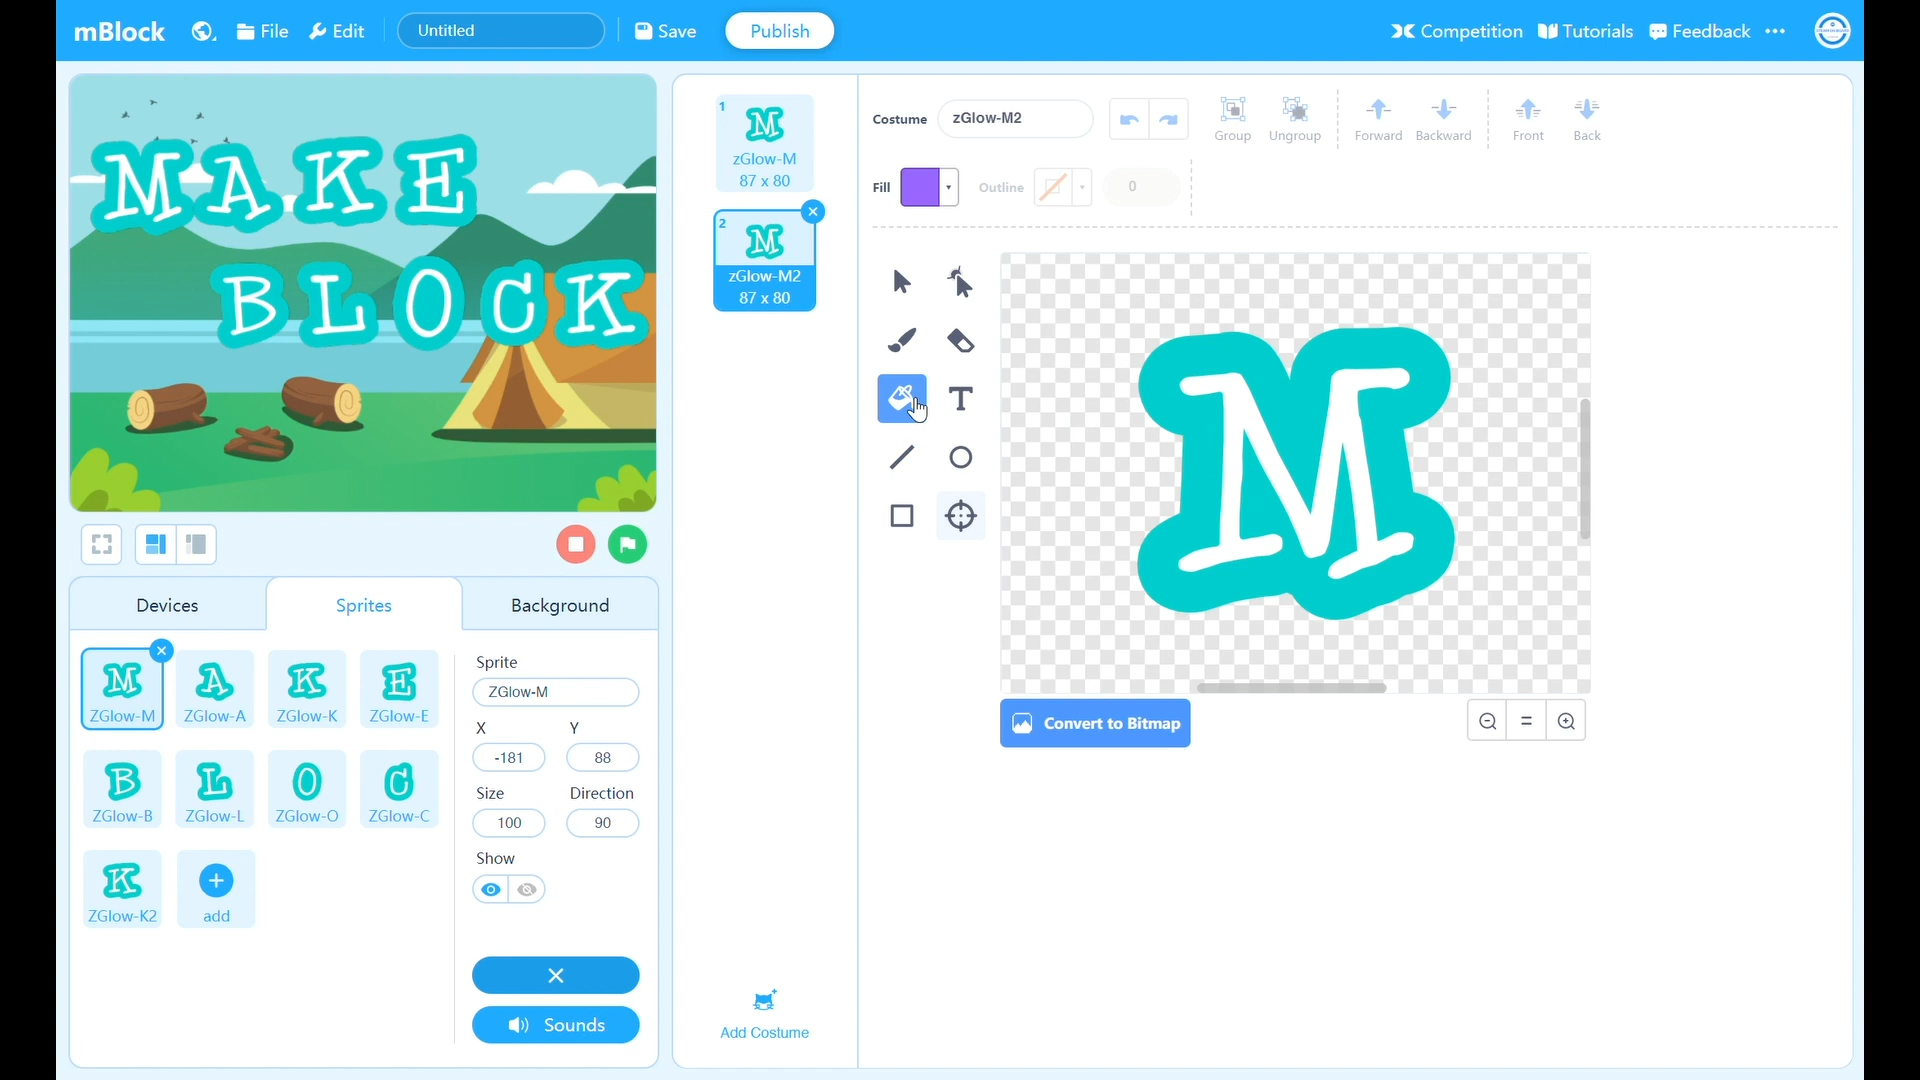 mBlock File Edit Untitled Save Publish Competition Tutorials Feedback
MAKE
BLOCK
1
M
zGlow-M
87 x 80
2
M
zGlow-M2
87 x 80
Add Costume
Costume zGlow-M2 Group Ungroup Forward Backward Front Back
Fill Outline 0
T
M
Convert to Bitmap
Devices Sprites Background
M A K E
ZGlow-M ZGlow-A ZGlow-K ZGlow-E
B L O C
ZGlow-B ZGlow-L ZGlow-O ZGlow-C
K
ZGlow-K2 add
Sprite
ZGlow-M
X Y
-181 88
Size Direction
100 90
Show
Sounds